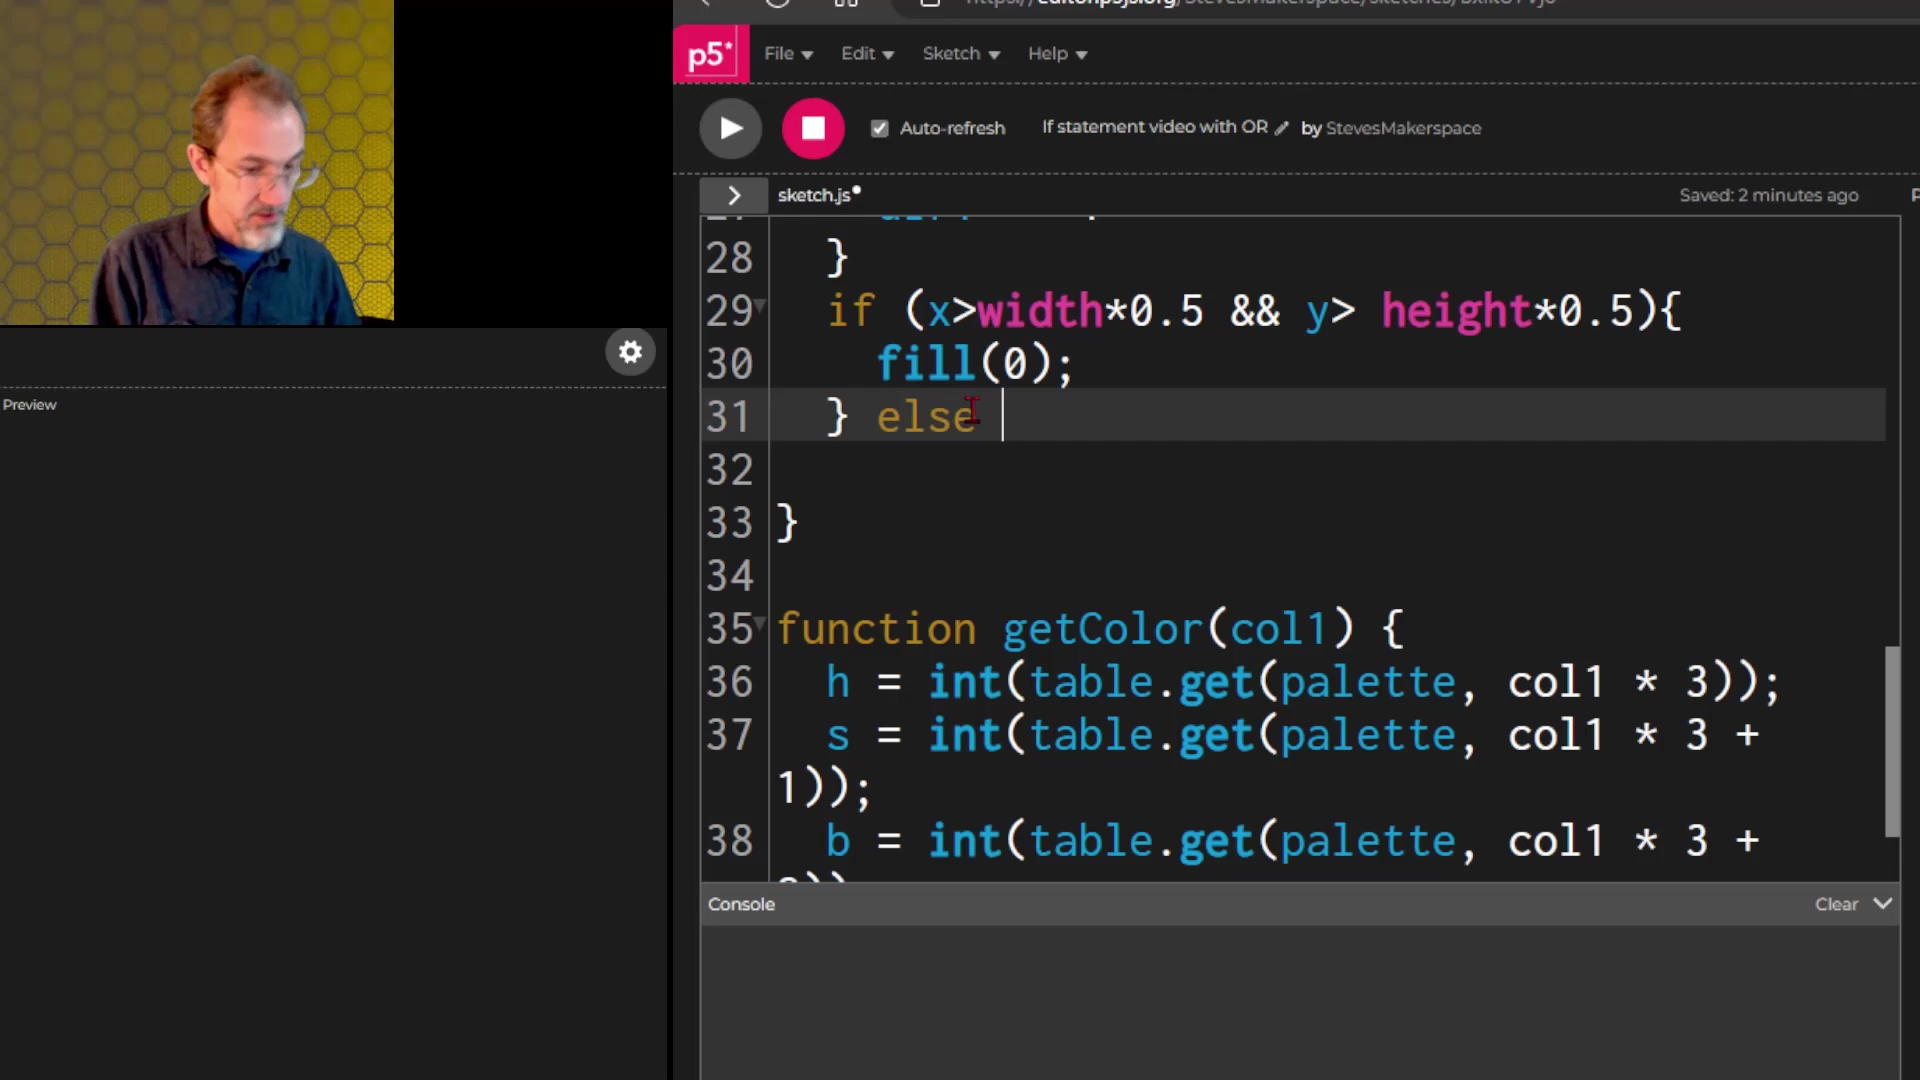 p5* File Edit Sketch Help
Auto-refresh If statement video with OR by StevesMakerspace
> sketch.js• Saved: 2 minutes ago
28 }
29 if (x>width*0.5 && y> height*0.5){
30 fill(0);
31 } else
32
33 }
34
35 function getColor(col1) {
36 h = int(table.get(palette, col1 * 3));
37 s = int(table.get(palette, col1 * 3 +
1));
38 b = int(table.get(palette, col1 * 3 +
Console Clear
Preview